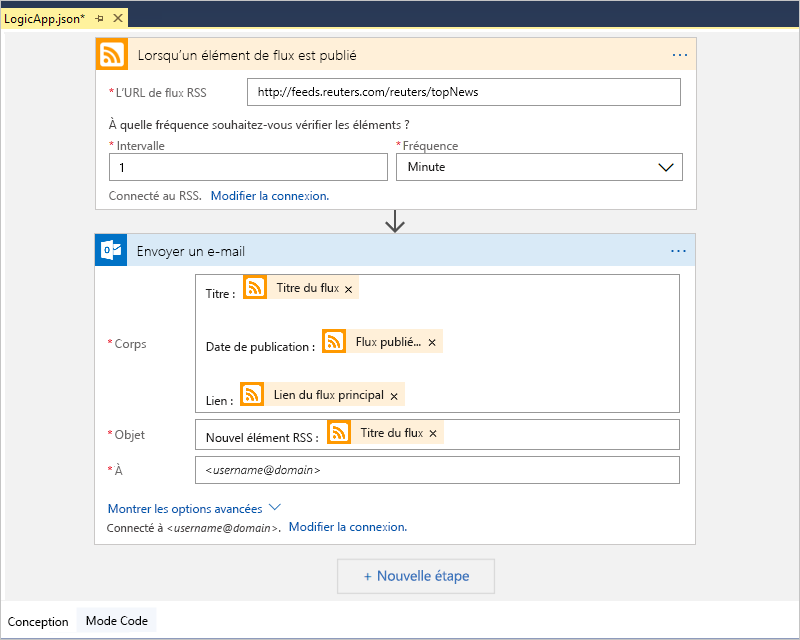 LogicApp.json*
Lorsqu'un élément de flux est publié
*L'URL de flux RSS http://feeds.reuters.com/reuters/topNews
À quelle fréquence souhaitez-vous vérifier les éléments ?
*Intervalle *Fréquence
1 Minute
Connecté au RSS. Modifier la connexion.
Envoyer un e-mail
*Corps
Titre : Titre du flux ×
Date de publication : Flux publié... ×
Lien : Lien du flux principal ×
*Objet Nouvel élément RSS : Titre du flux ×
*À <username@domain>
Montrer les options avancées
Connecté à <username@domain>. Modifier la connexion.
+ Nouvelle étape
Conception Mode Code